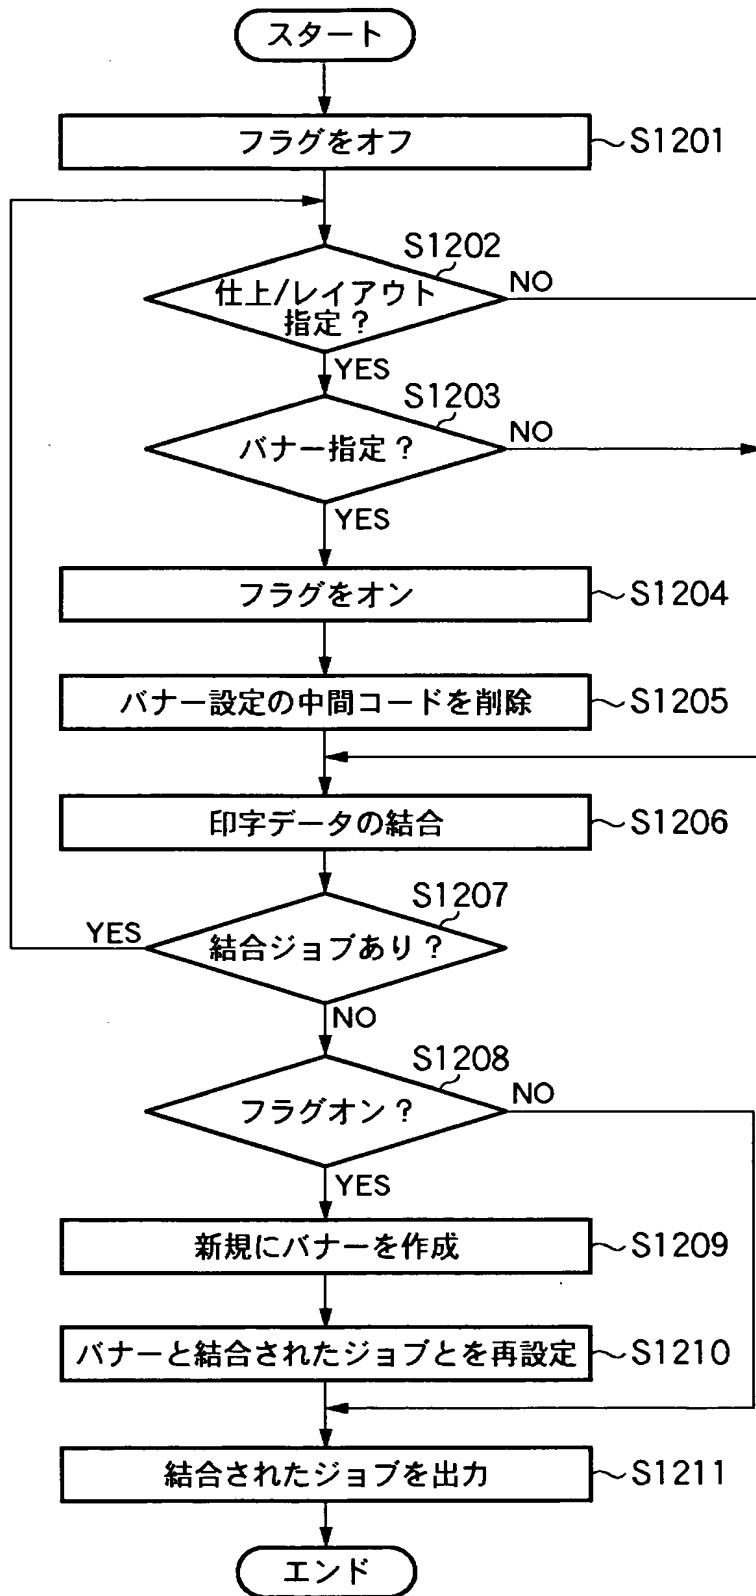 スタート
フラグをオフ
S1201
S1202
仕上/レイアウト
指定？
NO
YES
S1203
バナー指定？
NO
YES
フラグをオン
S1204
バナー設定の中間コードを削除
S1205
印字データの結合
S1206
S1207
YES
結合ジョブあり？
NO
S1208
フラグオン？
NO
YES
新規にバナーを作成
S1209
バナーと結合されたジョブとを再設定
S1210
結合されたジョブを出力
S1211
エンド